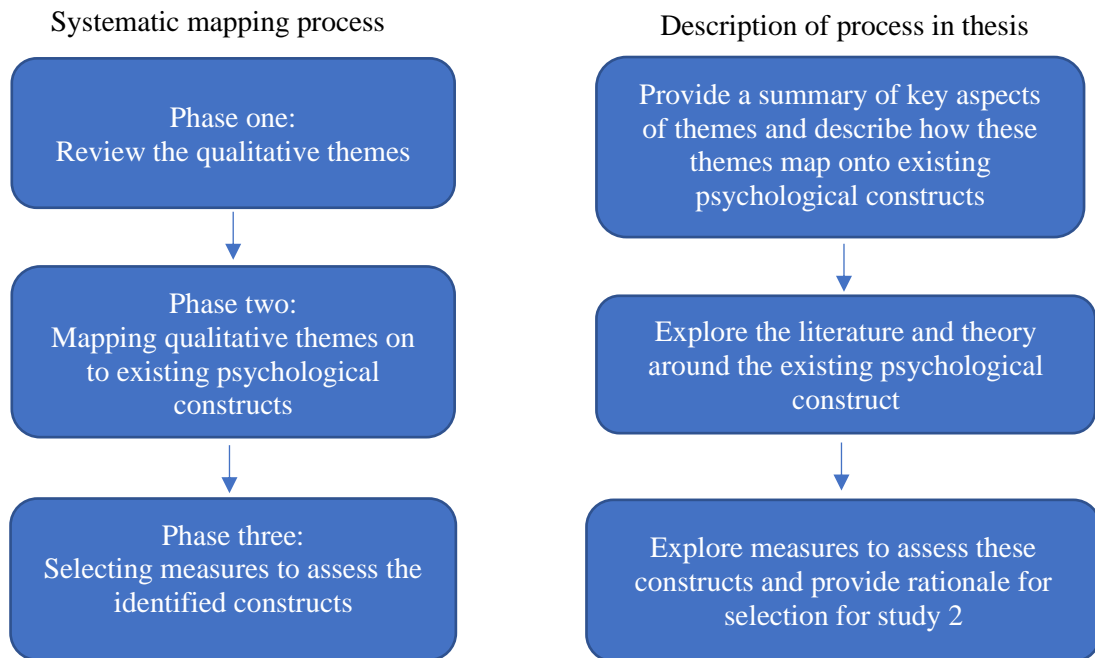 Systematic mapping process
Phase one:
Review the qualitative themes
Phase two:
Mapping qualitative themes on
to existing psychological
constructs
Phase three:
Selecting measures to assess the
identified constructs
Description of process in thesis
Provide a summary of key aspects
of themes and describe how these
themes map onto existing
psychological constructs
Explore the literature and theory
around the existing psychological
construct
Explore measures to assess these
constructs and provide rationale for
selection for study 2